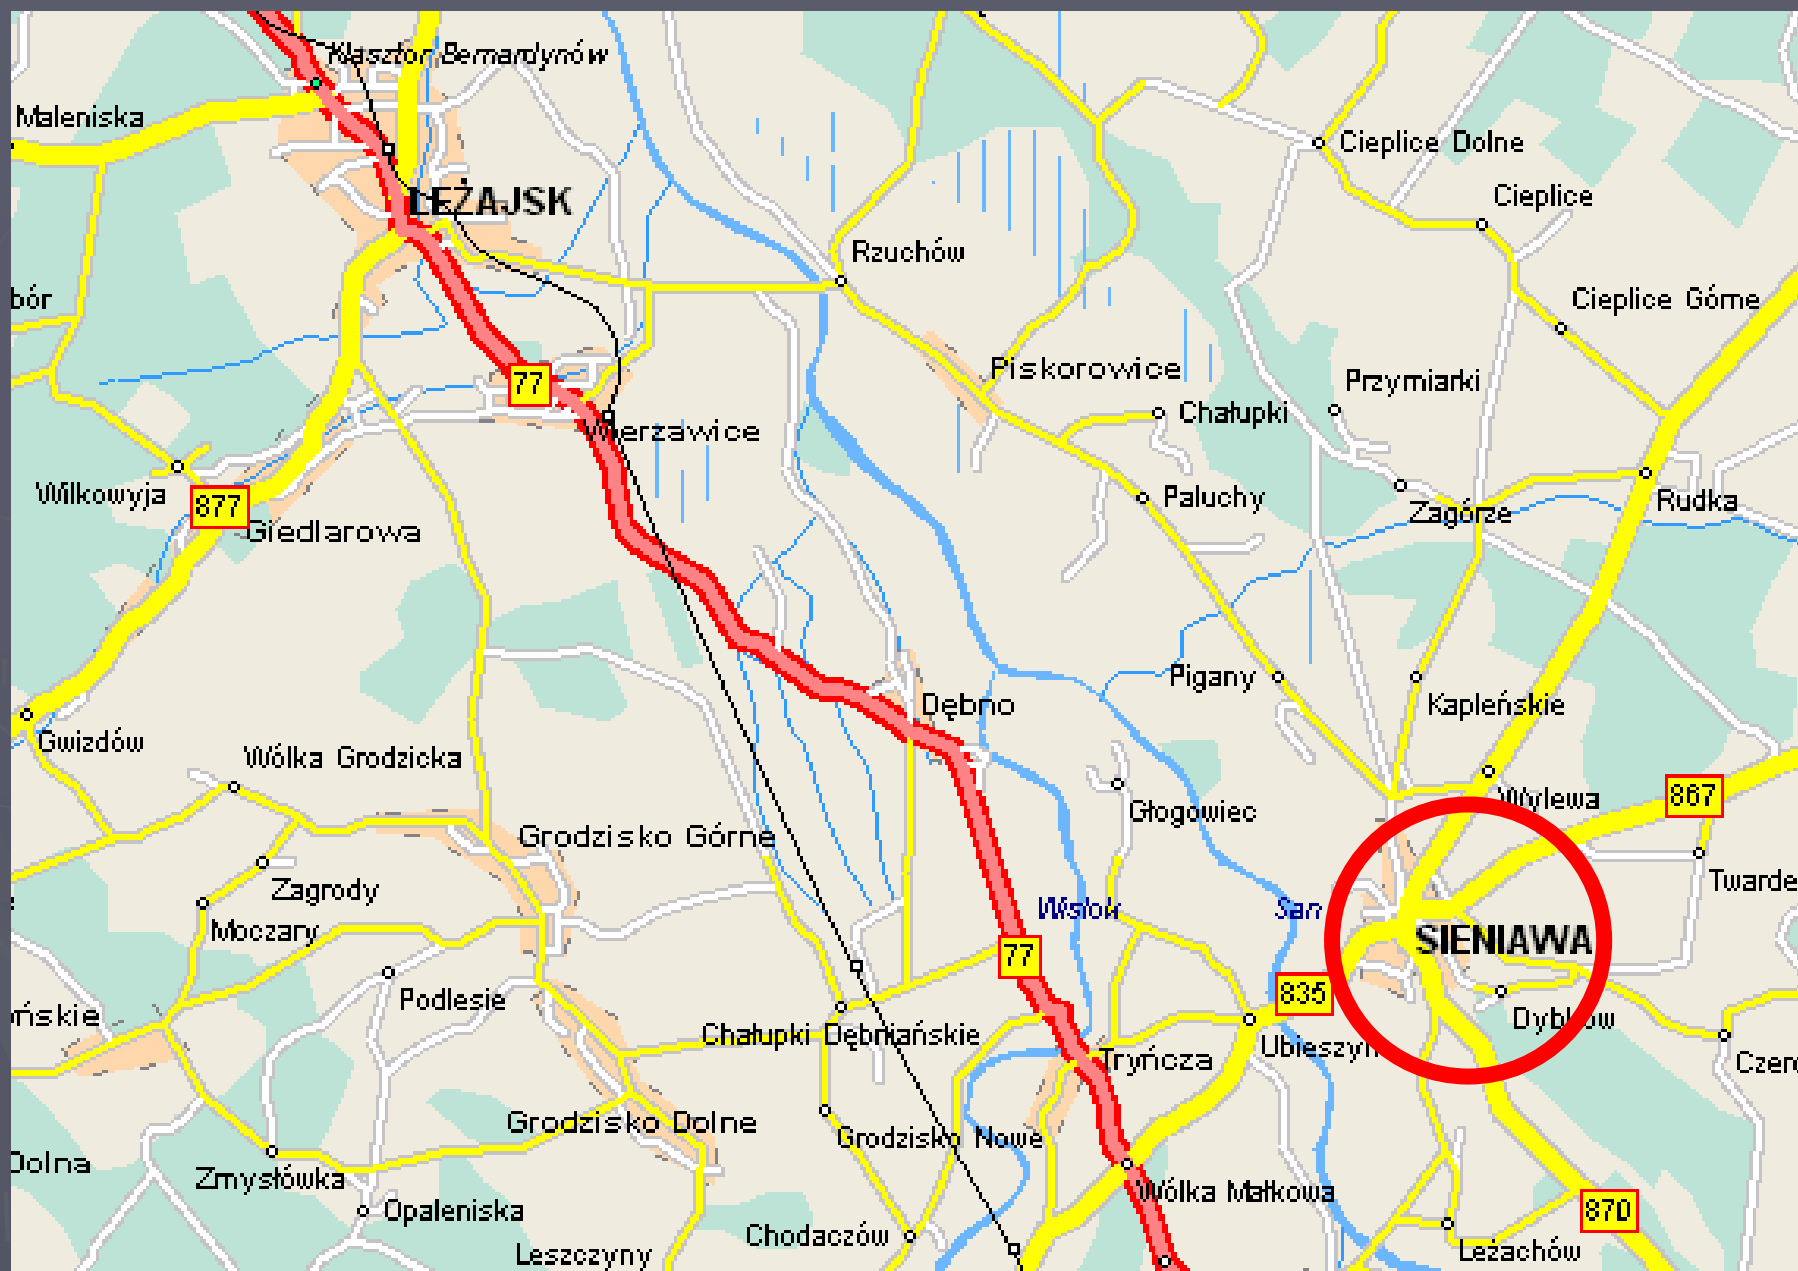 Klasztor Bernardynów
Maleniska
Cieplice Dolne
LEŻAJSK
Cieplice
Rzuchów
bór
Cieplice Górne
Piskorowice
77
Przymiarki
Chałupki
Wierzawice
Wilkowyja
877
Paluchy
Zagórze
Rudka
Giedlarowa
Pigany
Dębno
Kapleńskie
Gwizdów
Wólka Grodzicka
867
Wylewa
Głogowiec
Grodzisko Górne
Zagrody
Twarde
Wisłok
San
Moczany
SIENIAWA
77
835
Podlesie
ńskie
Dybków
Chałupki Dębniańskie
Ubieszyn
Tryńcza
Czerc
Grodzisko Dolne
Grodzisko Nowe
Dolna
Zmysłówka
Wólka Małkowa
Opaleniska
870
Chodaczów
Leszczyny
Leżachów